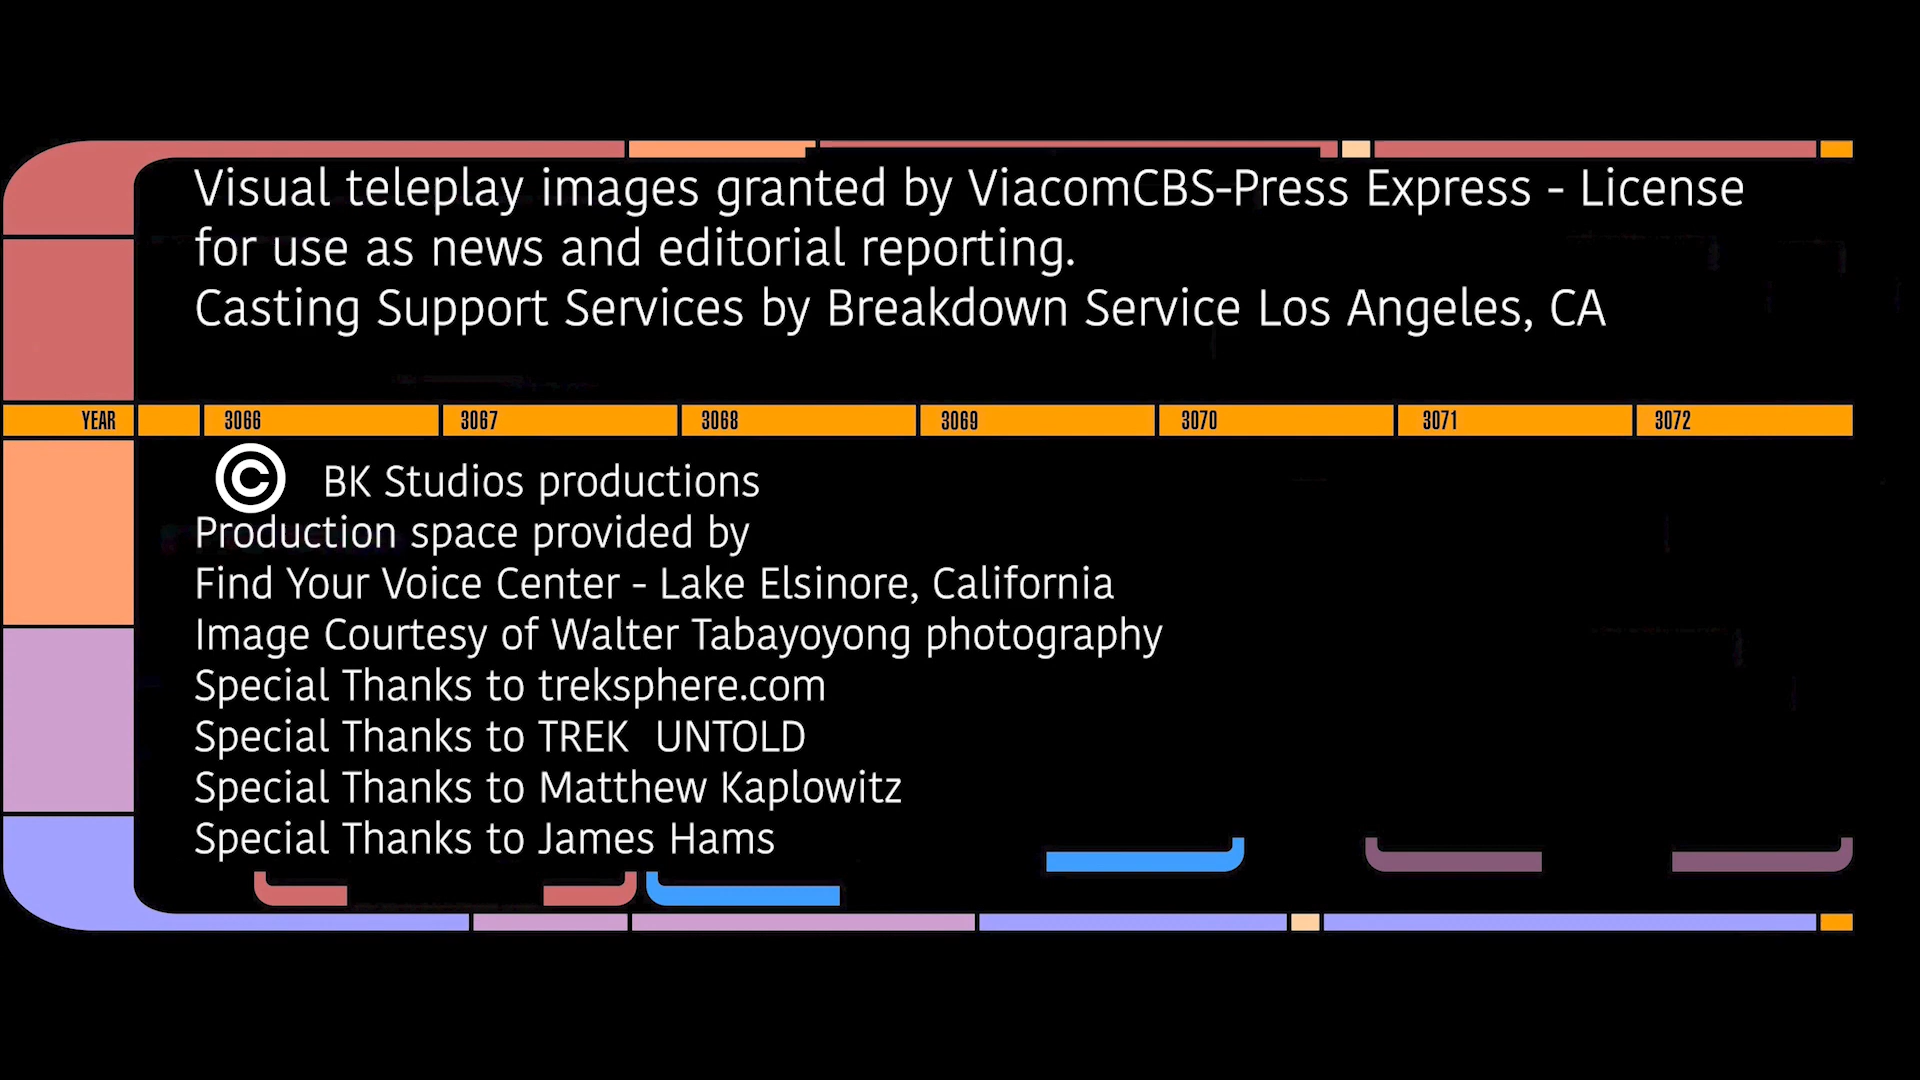 Visual teleplay images granted by ViacomCBS-Press Express - License
for use as news and editorial reporting.
Casting Support Services by Breakdown Service Los Angeles, CA
YEAR 3066 3067 3068 3069 3070 3071 3072
© BK Studios productions
Production space provided by
Find Your Voice Center - Lake Elsinore, California
Image Courtesy of Walter Tabayoyong photography
Special Thanks to treksphere.com
Special Thanks to TREK  UNTOLD
Special Thanks to Matthew Kaplowitz
Special Thanks to James Hams